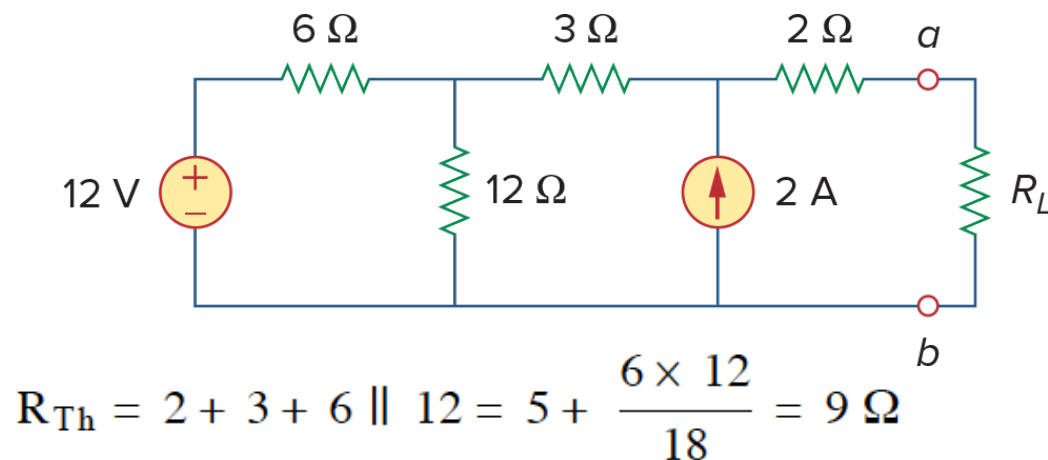 6 Ω 3 Ω 2 Ω a
12 V + − 12 Ω 2 A R_L
b
R_Th = 2 + 3 + 6 || 12 = 5 + (6 × 12)/18 = 9 Ω